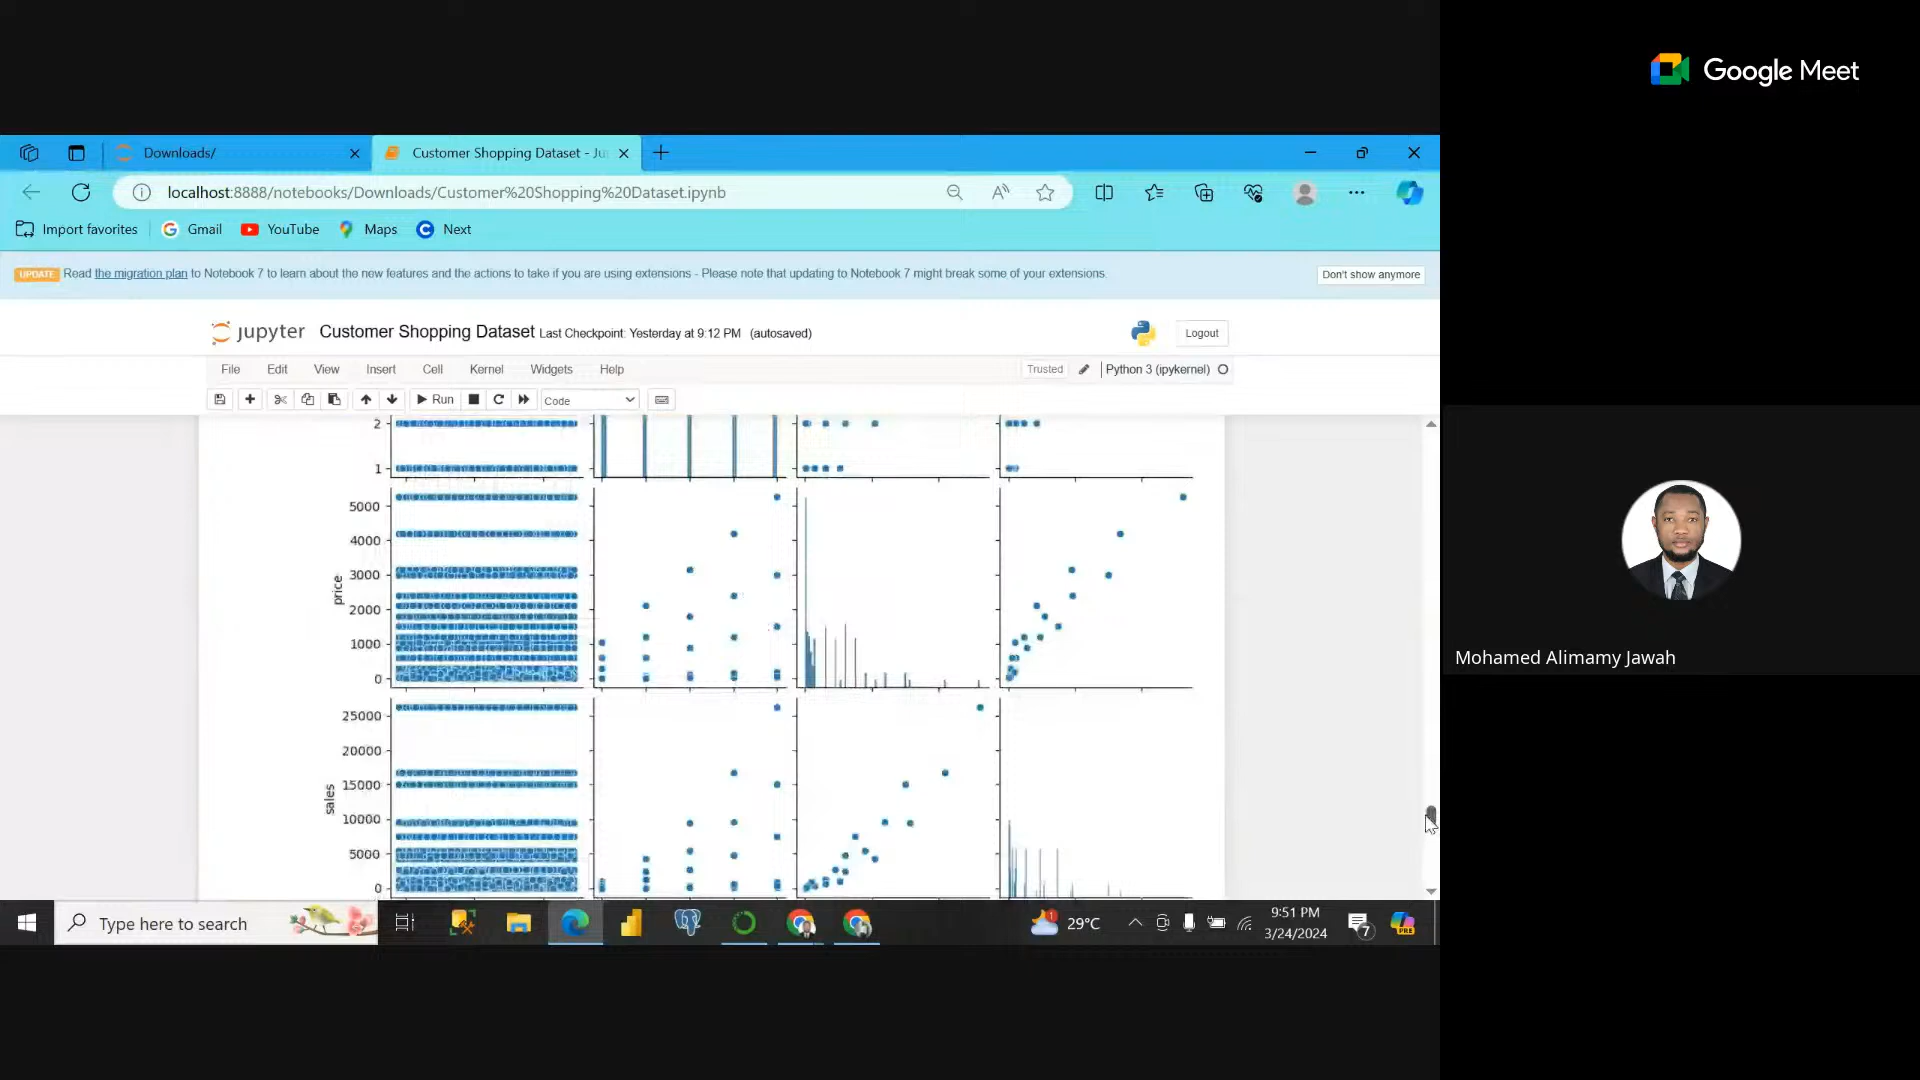 Google Meet
Downloads/
Customer Shopping Dataset - Ju
localhost:8888/notebooks/Downloads/Customer%20Shopping%20Dataset.ipynb
Import favorites
Gmail
YouTube
Maps
Next
UPDATE Read the migration plan to Notebook 7 to learn about the new features and the actions to take if you are using extensions - Please note that updating to Notebook 7 might break some of your extensions.
Don't show anymore
jupyter Customer Shopping Dataset Last Checkpoint: Yesterday at 9:12 PM (autosaved)
Logout
File Edit View Insert Cell Kernel Widgets Help
Trusted
Python 3 (ipykernel)
Run
Code
2
1
price
5000
4000
3000
2000
1000
0
sales
25000
20000
15000
10000
5000
0
Mohamed Alimamy Jawah
Type here to search
29°C
9:51 PM
3/24/2024
7
PRE